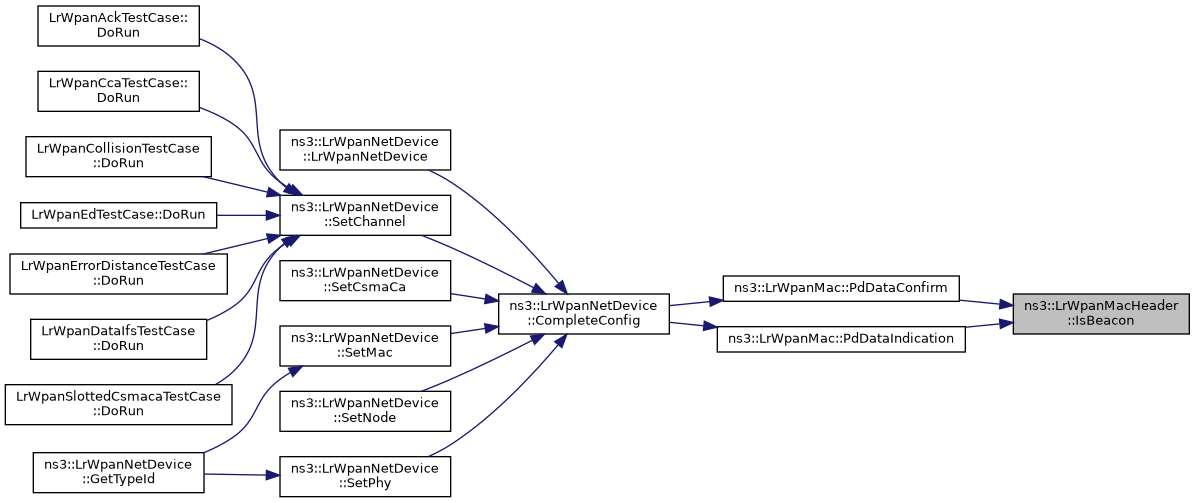 LrWpanAckTestCase::
DoRun
LrWpanCcaTestCase::
DoRun
LrWpanCollisionTestCase
::DoRun
LrWpanEdTestCase::DoRun
LrWpanErrorDistanceTestCase
::DoRun
LrWpanDataIfsTestCase
::DoRun
LrWpanSlottedCsmacaTestCase
::DoRun
ns3::LrWpanNetDevice
::GetTypeId
ns3::LrWpanNetDevice
::LrWpanNetDevice
ns3::LrWpanNetDevice
::SetChannel
ns3::LrWpanNetDevice
::SetCsmaCa
ns3::LrWpanNetDevice
::SetMac
ns3::LrWpanNetDevice
::SetNode
ns3::LrWpanNetDevice
::SetPhy
ns3::LrWpanNetDevice
::CompleteConfig
ns3::LrWpanMac::PdDataConfirm
ns3::LrWpanMac::PdDataIndication
ns3::LrWpanMacHeader
::IsBeacon